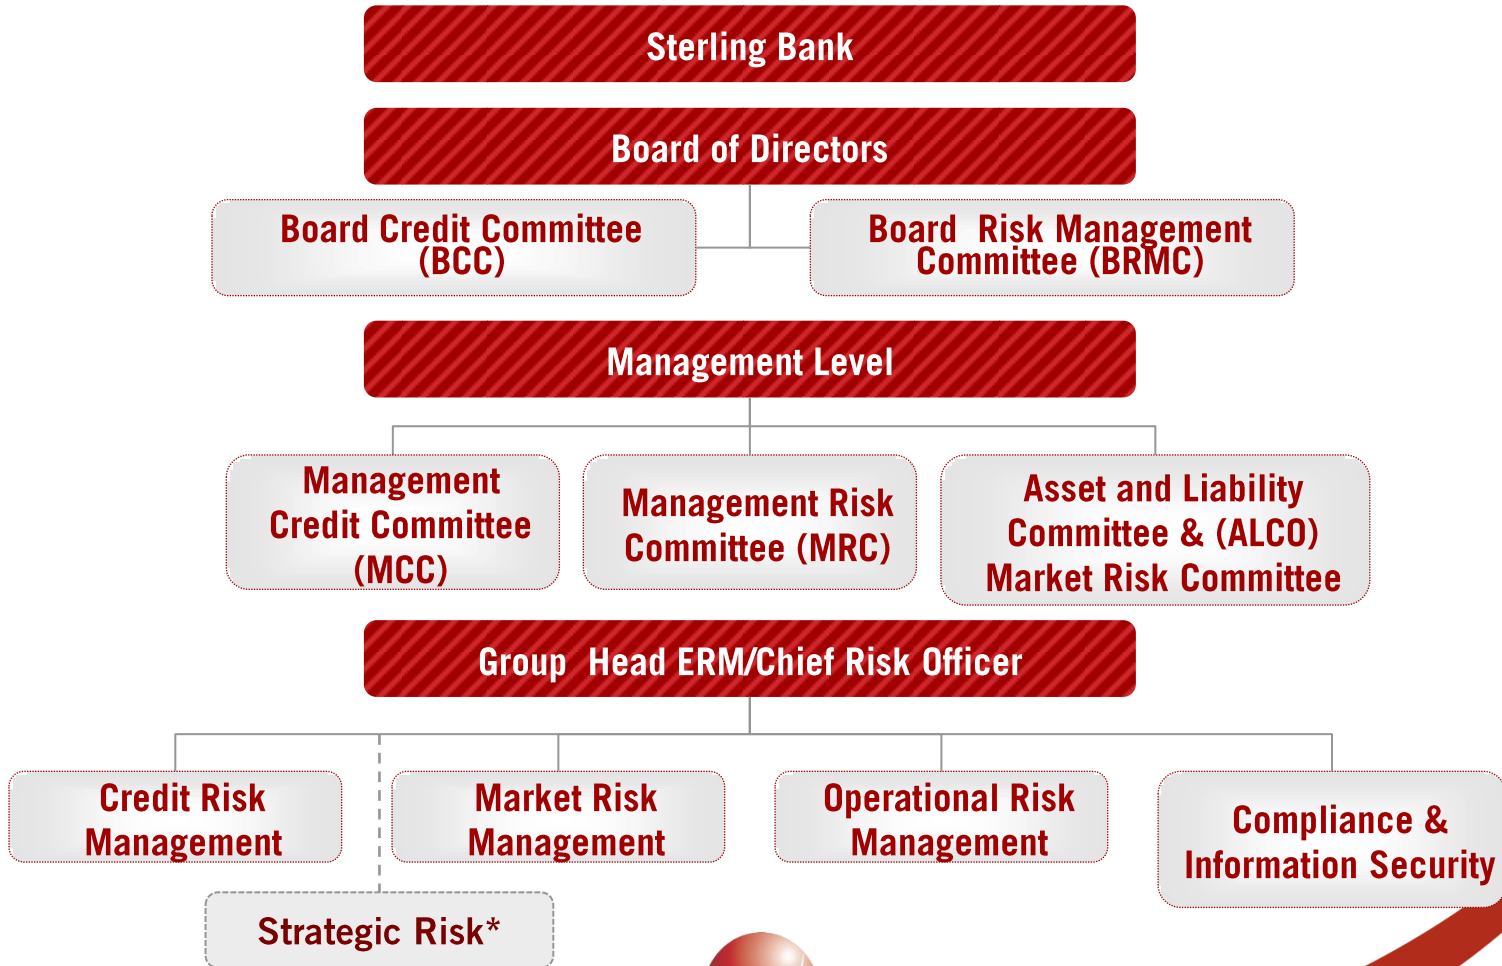 Sterling Bank
Board of Directors
Board Credit Committee
(BCC)
Board Risk Management
Committee (BRMC)
Management Level
Management
Credit Committee
(MCC)
Management Risk
Committee (MRC)
Asset and Liability
Committee & (ALCO)
Market Risk Committee
Group Head ERM/Chief Risk Officer
Credit Risk
Management
Market Risk
Management
Operational Risk
Management
Compliance &
Information Security
Strategic Risk*